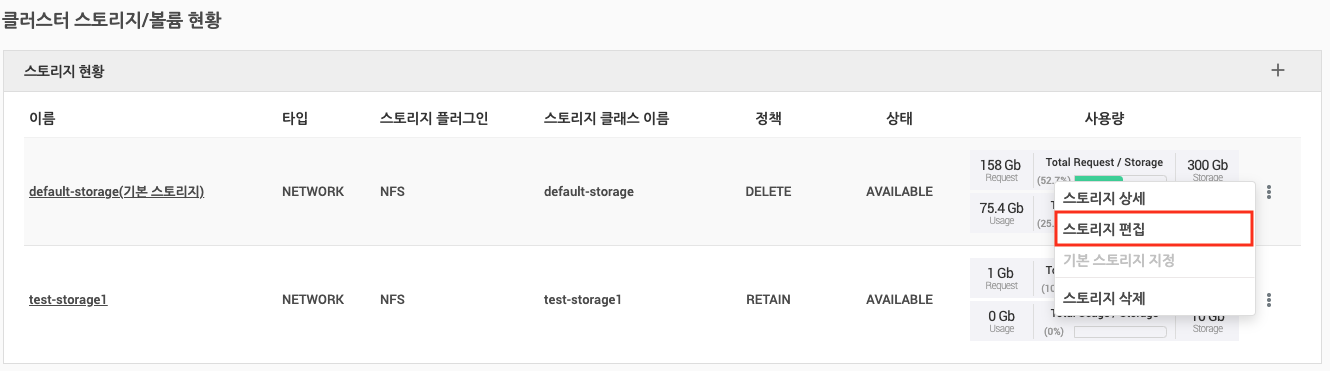 클러스터 스토리지/볼륨 현황
스토리지 현황
이름 타입 스토리지 플러그인 스토리지 클래스 이름 정책 상태 사용량
default-storage(기본 스토리지) NETWORK NFS default-storage DELETE AVAILABLE
158 Gb Request Total Request / Storage (52.7%) 300 Gb Storage
75.4 Gb Usage (25.
스토리지 상세
스토리지 편집
기본 스토리지 지정
스토리지 삭제
test-storage1 NETWORK NFS test-storage1 RETAIN AVAILABLE
1 Gb Request (10
0 Gb Usage Total Usage / Storage (0%) 10 Gb Storage